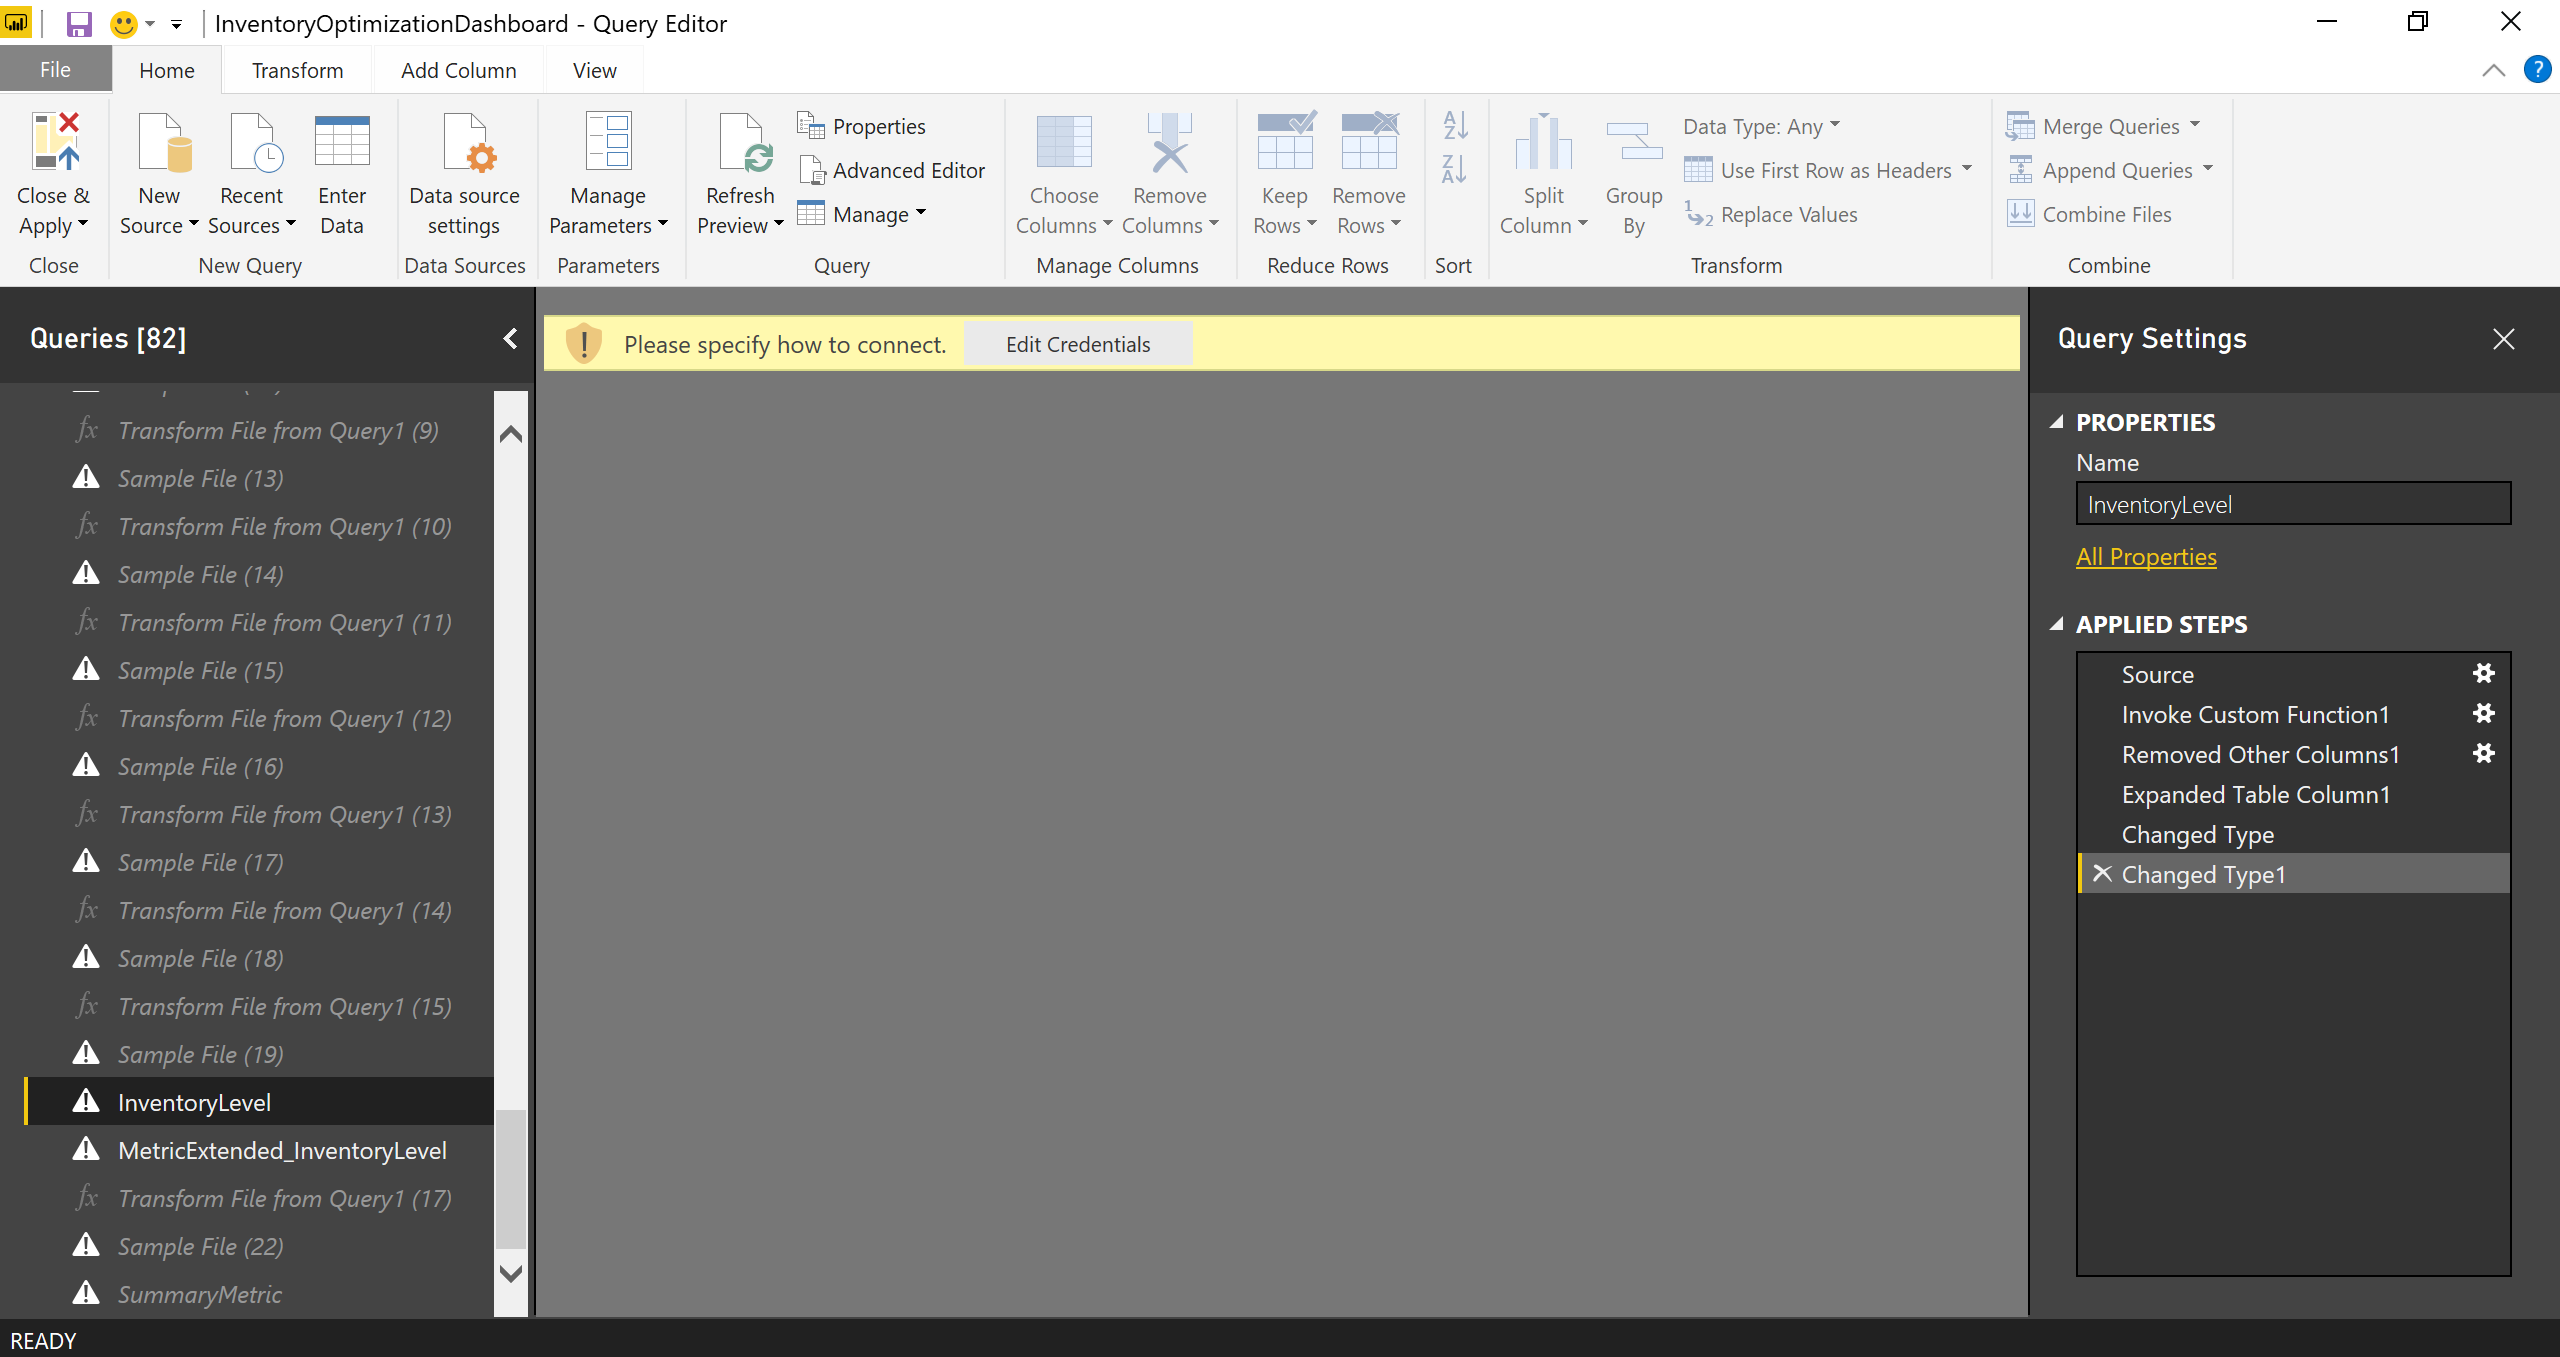 InventoryOptimizationDashboard - Query Editor
File Home Transform Add Column View
Close & Apply
Close
New Source
Recent Sources
Enter Data
New Query
Data source settings
Data Sources
Manage Parameters
Parameters
Refresh Preview
Properties
Advanced Editor
Manage
Query
Choose Columns
Remove Columns
Manage Columns
Keep Rows
Remove Rows
Reduce Rows
Sort
Split Column
Group By
Data Type: Any
Use First Row as Headers
Replace Values
Transform
Merge Queries
Append Queries
Combine Files
Combine
Queries [82]
Transform File from Query1 (9)
Sample File (13)
Transform File from Query1 (10)
Sample File (14)
Transform File from Query1 (11)
Sample File (15)
Transform File from Query1 (12)
Sample File (16)
Transform File from Query1 (13)
Sample File (17)
Transform File from Query1 (14)
Sample File (18)
Transform File from Query1 (15)
Sample File (19)
InventoryLevel
MetricExtended_InventoryLevel
Transform File from Query1 (17)
Sample File (22)
SummaryMetric
Please specify how to connect. Edit Credentials
Query Settings
PROPERTIES
Name
InventoryLevel
All Properties
APPLIED STEPS
Source
Invoke Custom Function1
Removed Other Columns1
Expanded Table Column1
Changed Type
Changed Type1
READY